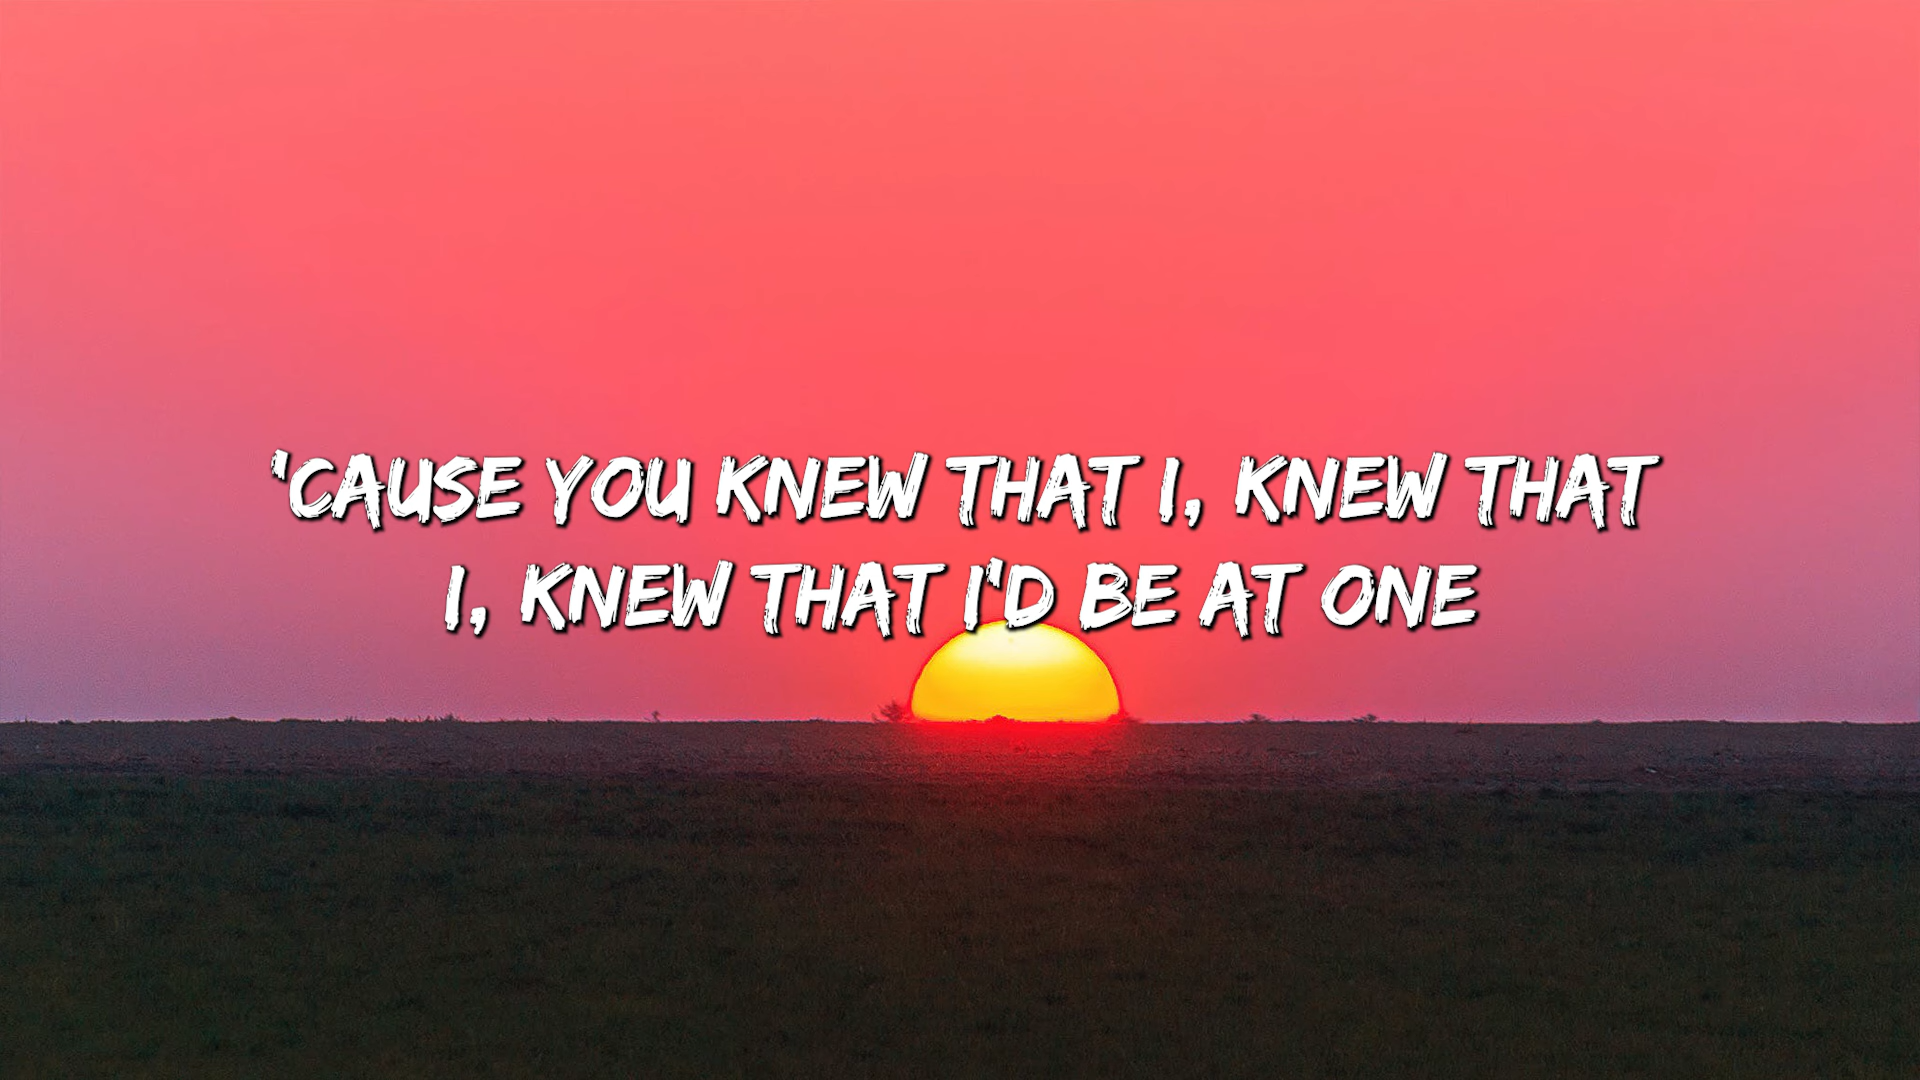 'CAUSE YOU KNEW THAT I, KNEW THAT
I, KNEW THAT I'D BE AT ONE